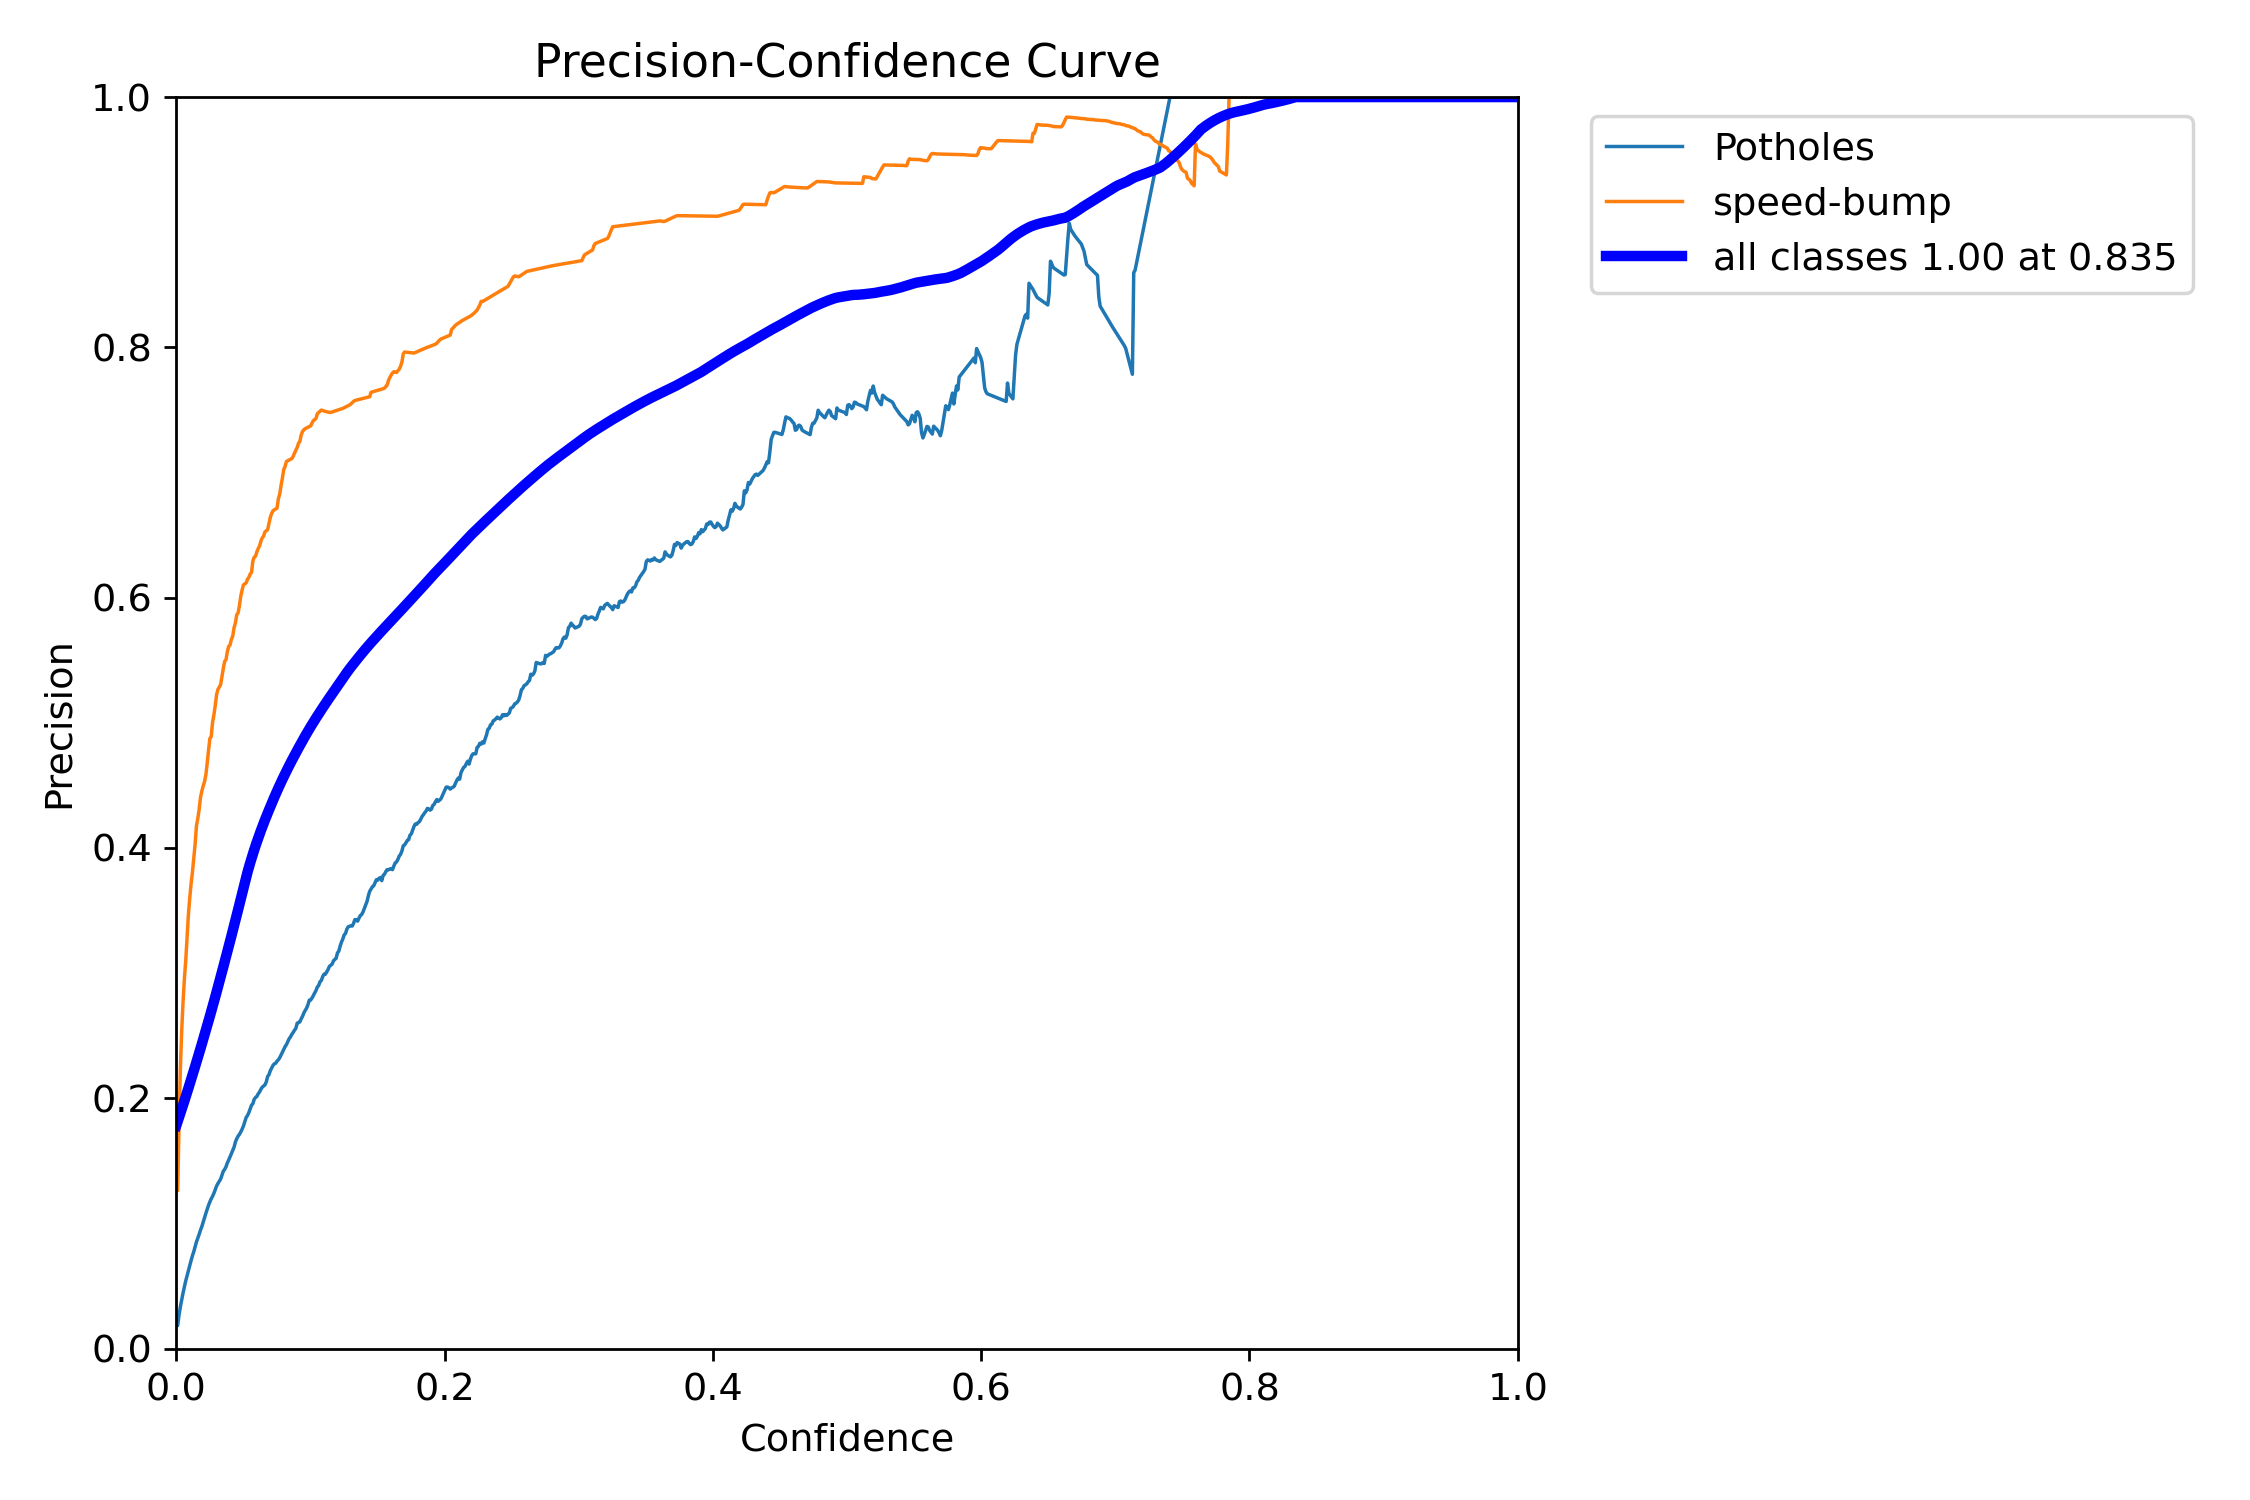 Precision-Confidence Curve
1.0
0.8
0.6
0.4
0.2
0.0
Precision
0.0 0.2 0.4 0.6 0.8 1.0
Confidence
Potholes
speed-bump
all classes 1.00 at 0.835